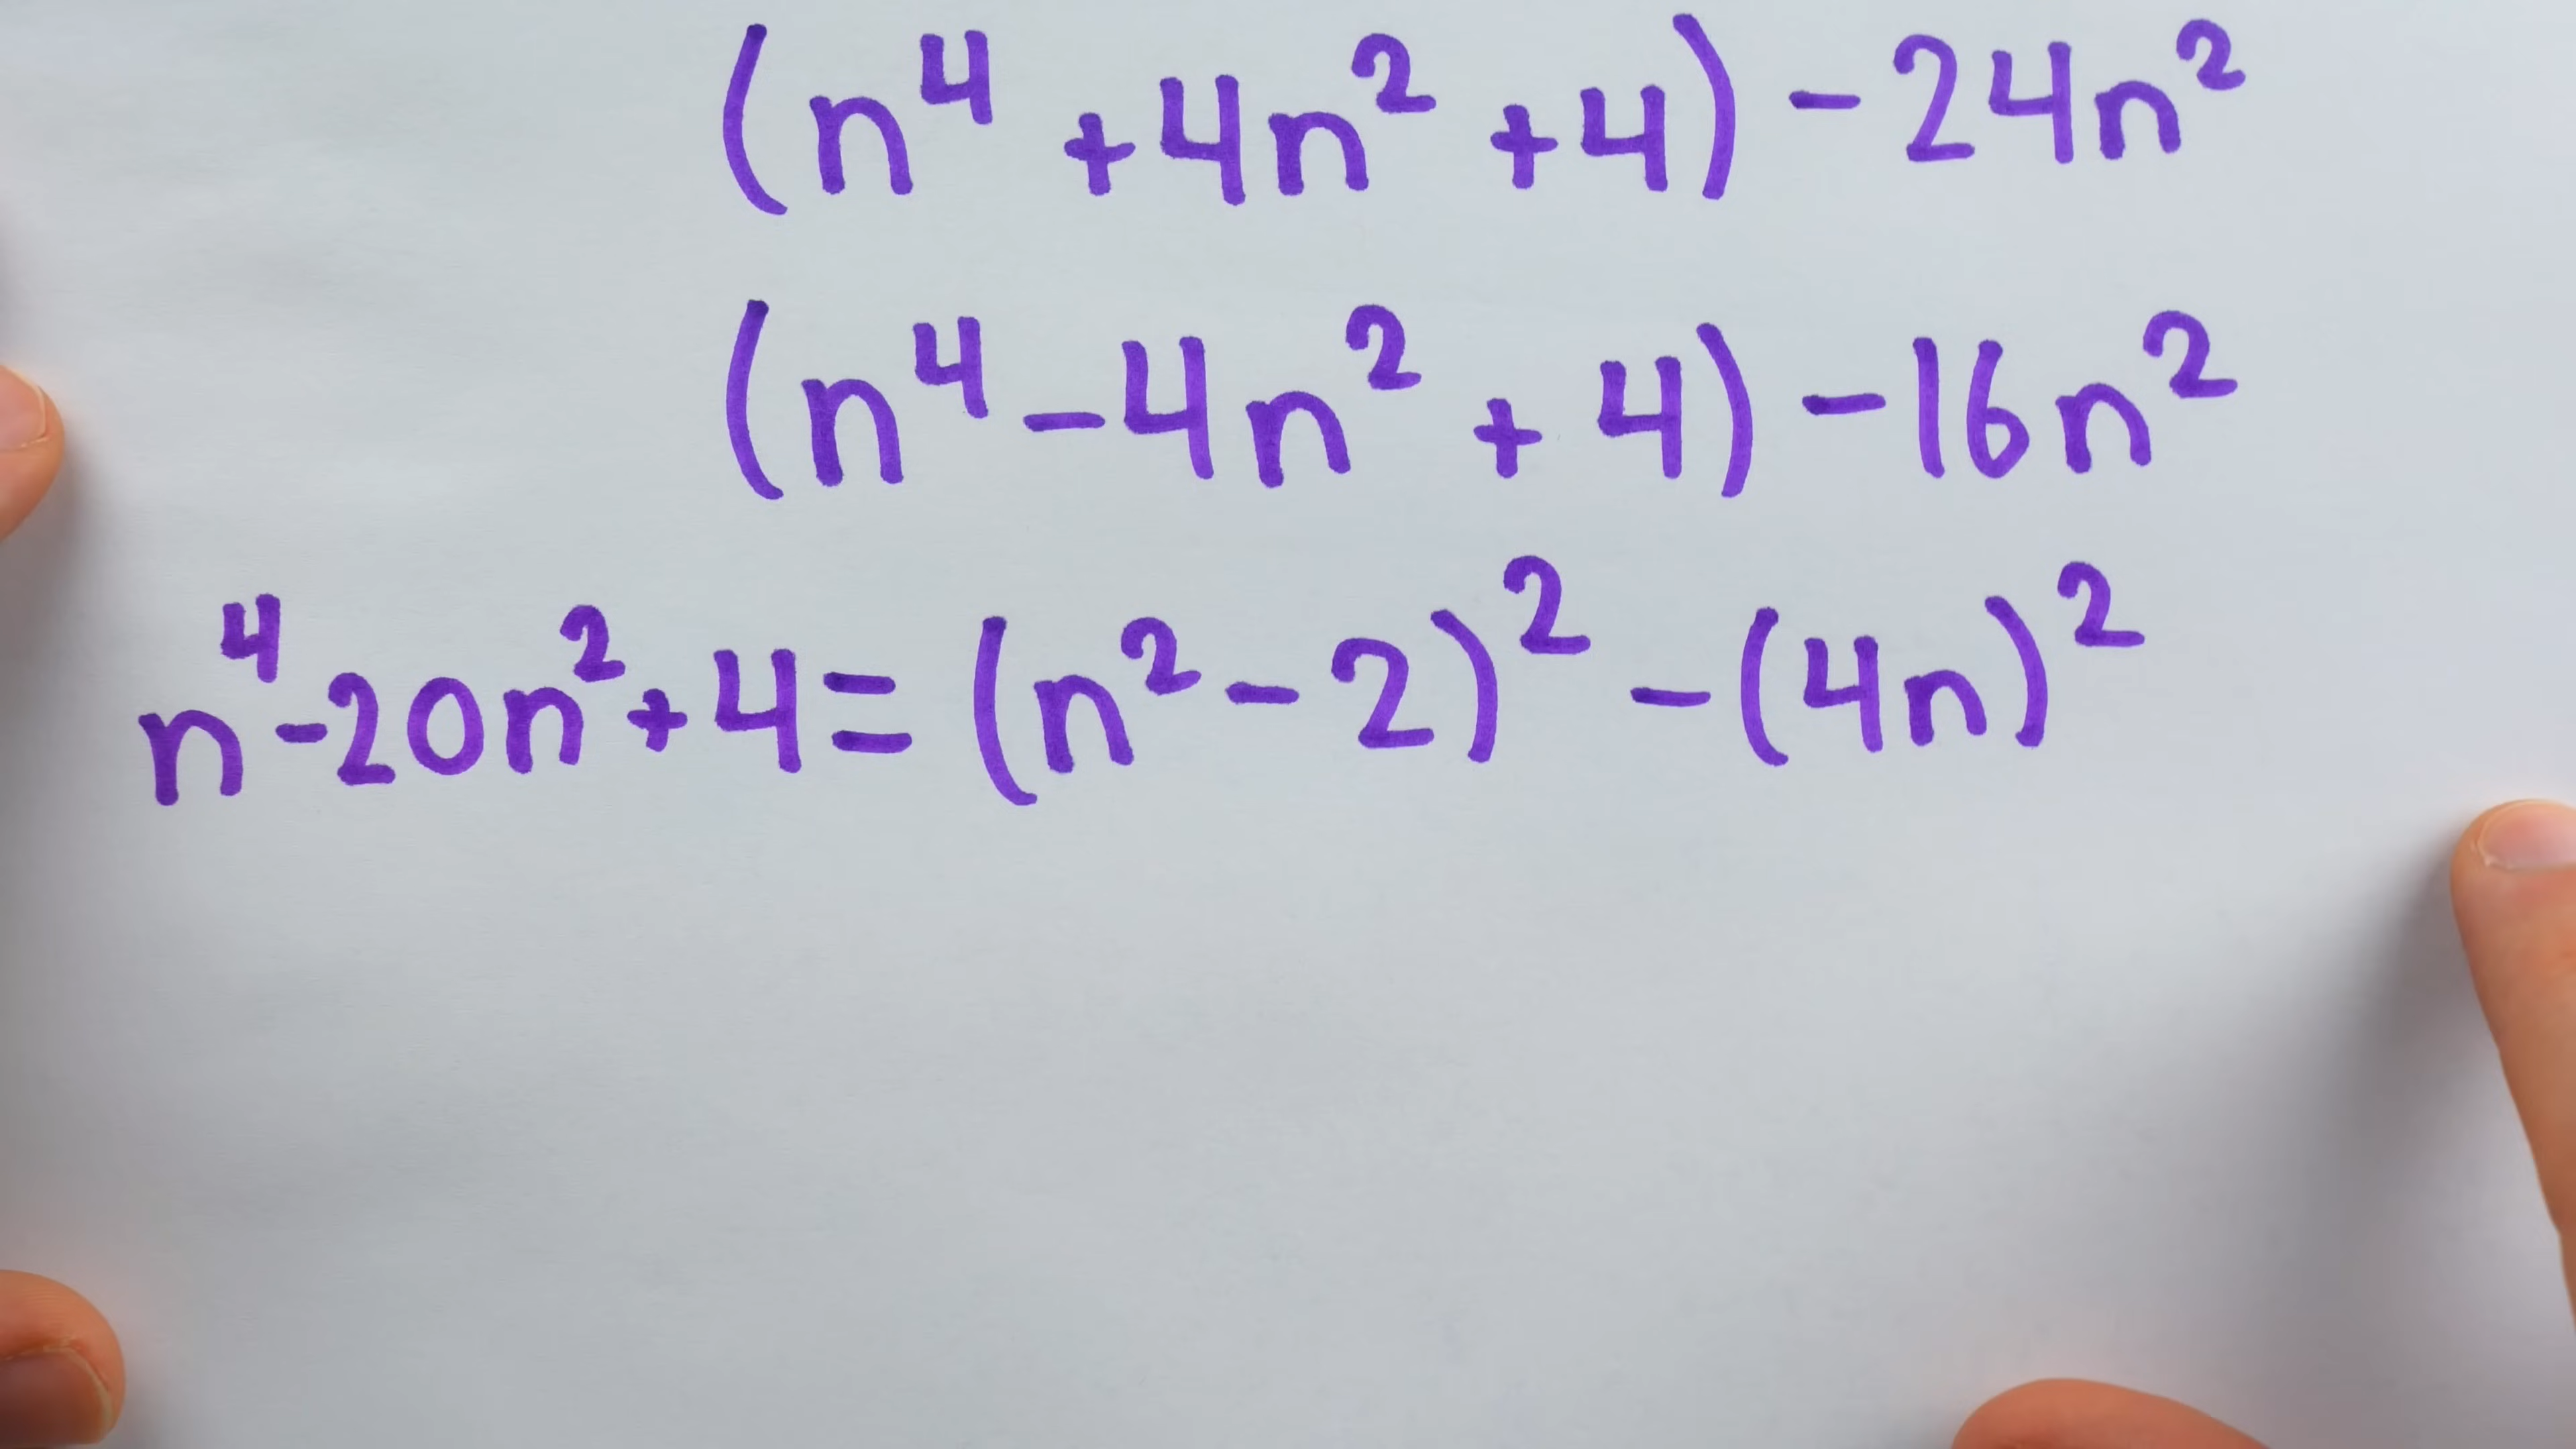 (n⁴ +4n² +4) -24n²
(n⁴ -4n² + 4) -16n²
n⁴-20n²+4= (n²-2)² -(4n)²